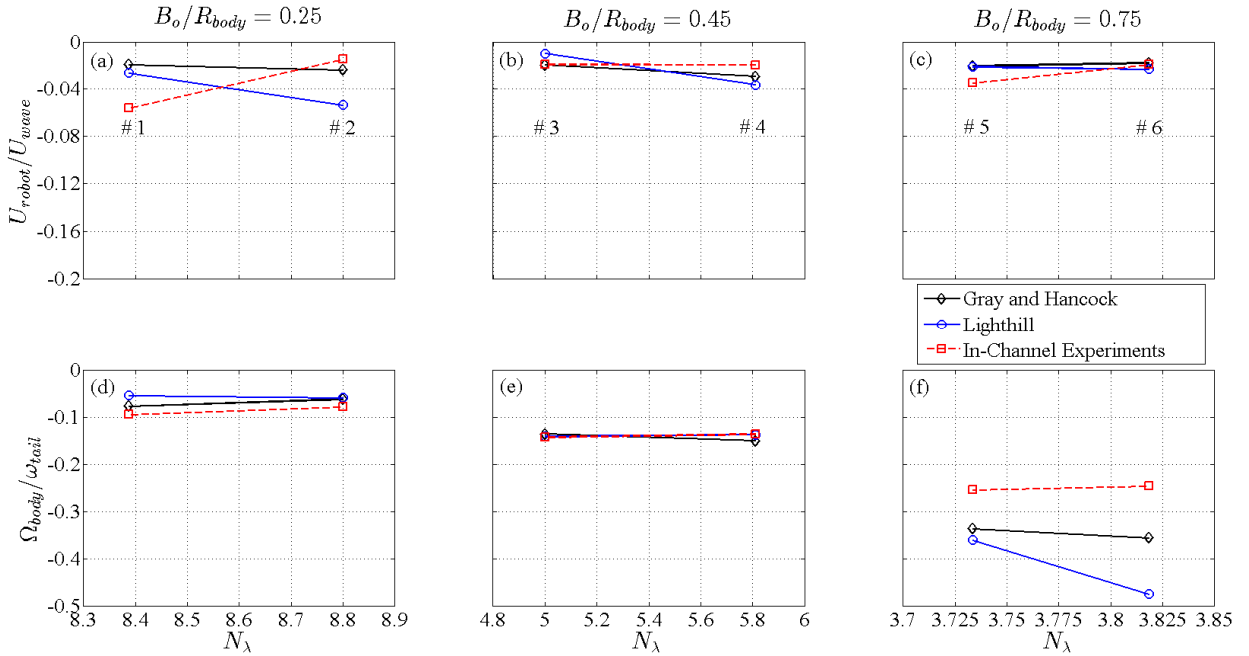 B_o/R_body = 0.25
B_o/R_body = 0.45
B_o/R_body = 0.75
U_robot/U_wave
0
-0.04
-0.08
-0.12
-0.16
-0.2
(a)
# 1
# 2
(b)
# 3
# 4
(c)
# 5
# 6
Gray and Hancock
Lighthill
In-Channel Experiments
Ω_body/ω_tail
0
-0.1
-0.2
-0.3
-0.4
-0.5
(d)
(e)
(f)
8.3 8.4 8.5 8.6 8.7 8.8 8.9
4.8 5 5.2 5.4 5.6 5.8 6
3.7 3.725 3.75 3.775 3.8 3.825 3.85
N_λ
N_λ
N_λ